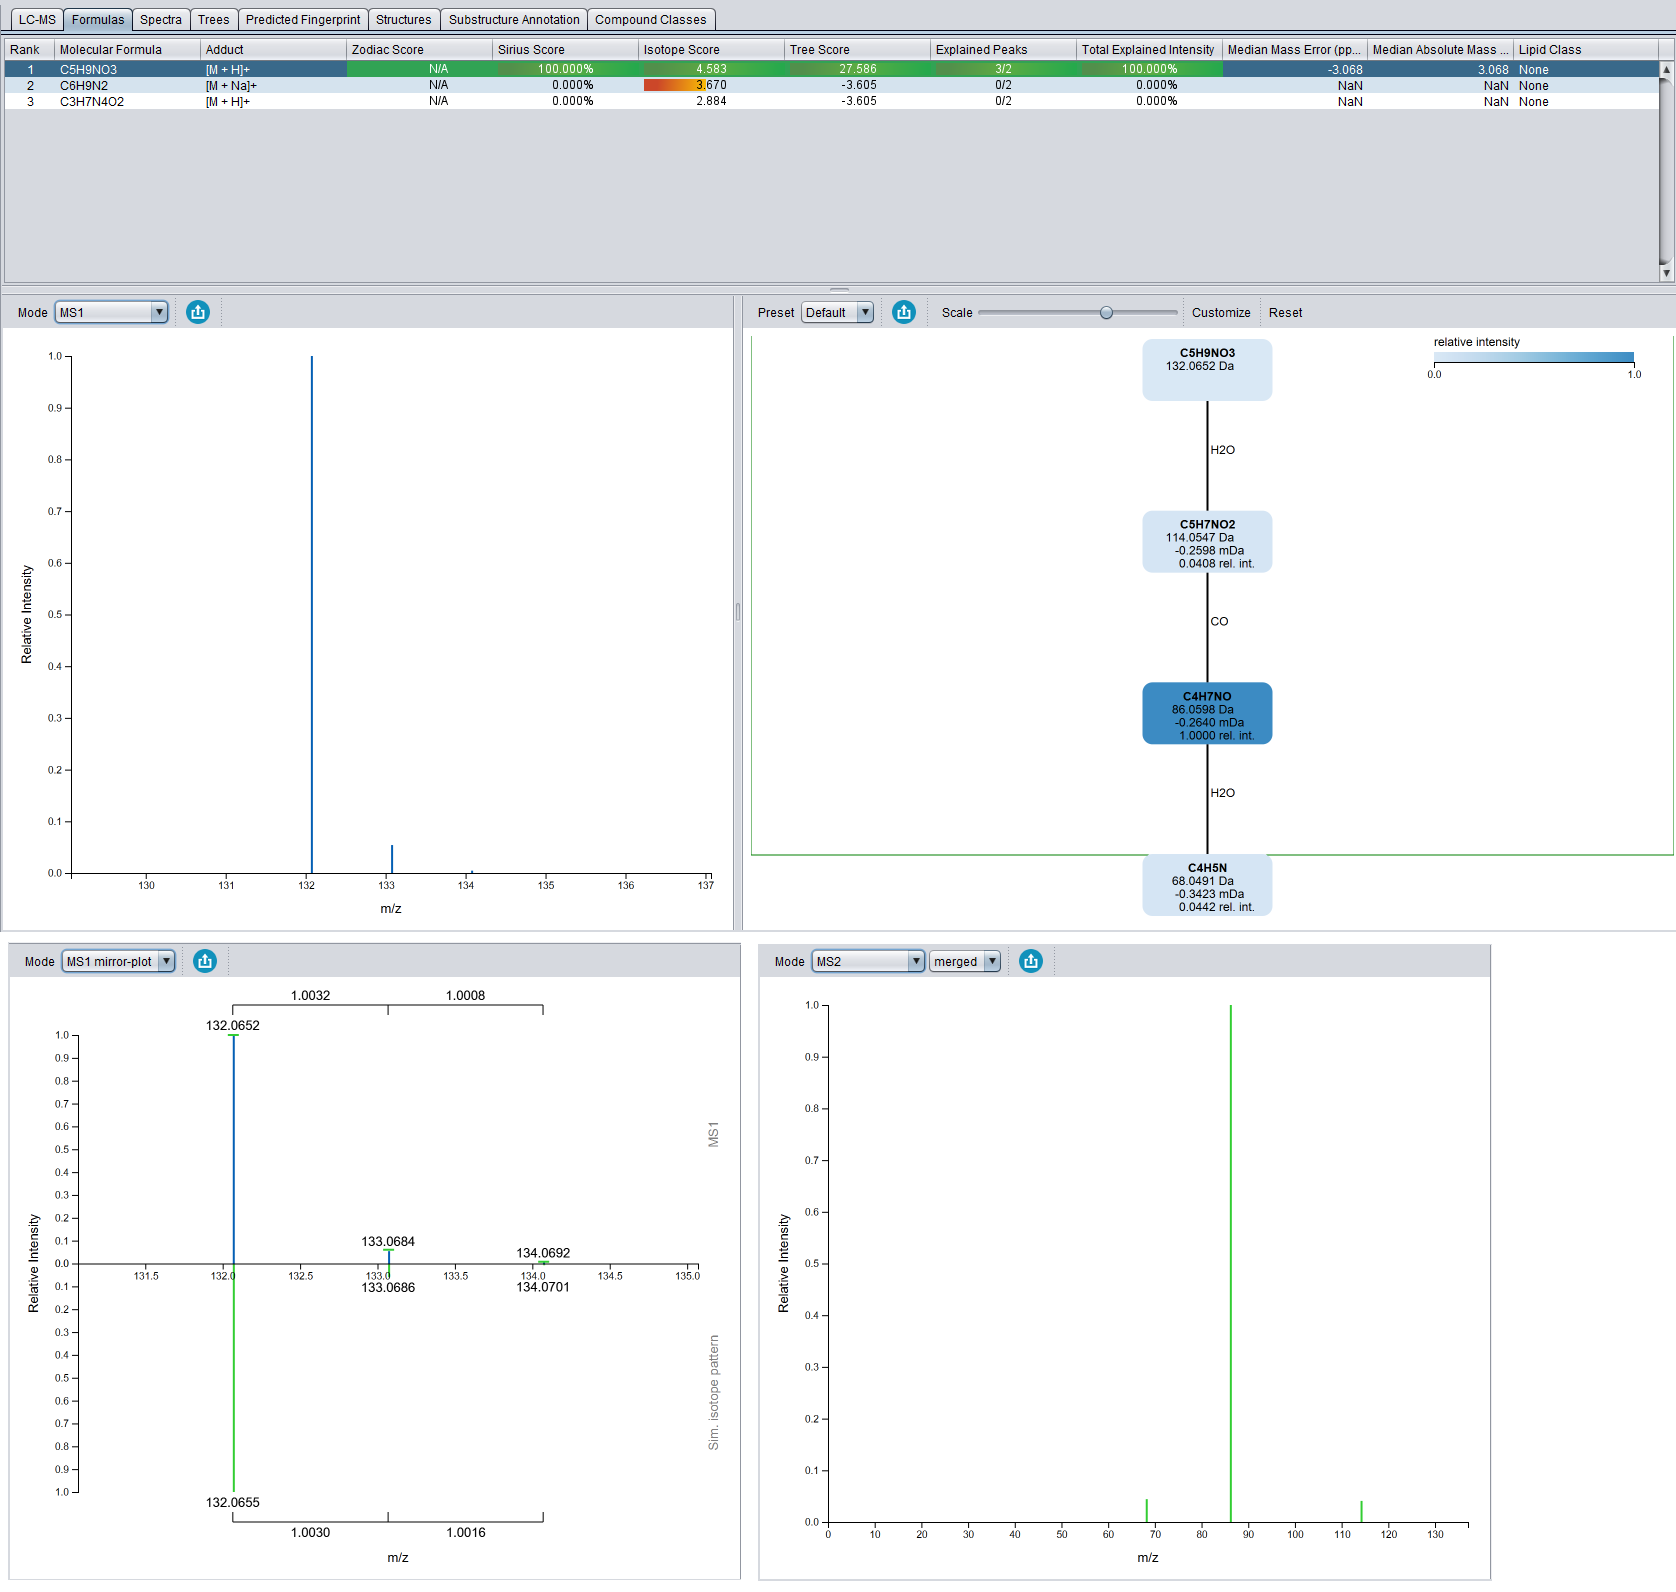 LC-MS Formulas Spectra Trees Predicted Fingerprint Structures Substructure Annotation Compound Classes
Rank Molecular Formula Adduct Zodiac Score Sirius Score Isotope Score Tree Score Explained Peaks Total Explained Intensity Median Mass Error (pp... Median Absolute Mass ... Lipid Class
1 C5H9NO3 [M + H]+ N/A 100.000% 4.583 27.586 3/2 100.000% -3.068 3.068 None
2 C6H9N2 [M + Na]+ N/A 0.000% 3.670 -3.605 0/2 0.000% NaN NaN None
3 C3H7N4O2 [M + H]+ N/A 0.000% 2.884 -3.605 0/2 0.000% NaN NaN None
Mode MS1
1.0
0.9
0.8
0.7
0.6
0.5
0.4
0.3
0.2
0.1
0.0
Relative Intensity
130 131 132 133 134 135 136 137
m/z
Preset Default Scale Customize Reset
relative intensity
0.0 1.0
C5H9NO3
132.0652 Da
H2O
C5H7NO2
114.0547 Da
-0.2598 mDa
0.0408 rel. int.
CO
C4H7NO
86.0598 Da
-0.2640 mDa
1.0000 rel. int.
H2O
C4H5N
68.0491 Da
-0.3423 mDa
0.0442 rel. int.
Mode MS1 mirror-plot
1.0032 1.0008
132.0652
1.0
0.9
0.8
0.7
0.6
0.5
0.4
0.3
0.2
0.1
0.0
0.1
0.2
0.3
0.4
0.5
0.6
0.7
0.8
0.9
1.0
Relative Intensity
133.0684 134.0692
131.5 132.0 132.5 133.0 133.5 134.0 134.5 135.0
133.0686 134.0701
MS1
Sim. isotope pattern
132.0655
1.0030 1.0016
m/z
Mode MS2 merged
1.0
0.9
0.8
0.7
0.6
0.5
0.4
0.3
0.2
0.1
0.0
Relative Intensity
0 10 20 30 40 50 60 70 80 90 100 110 120 130
m/z